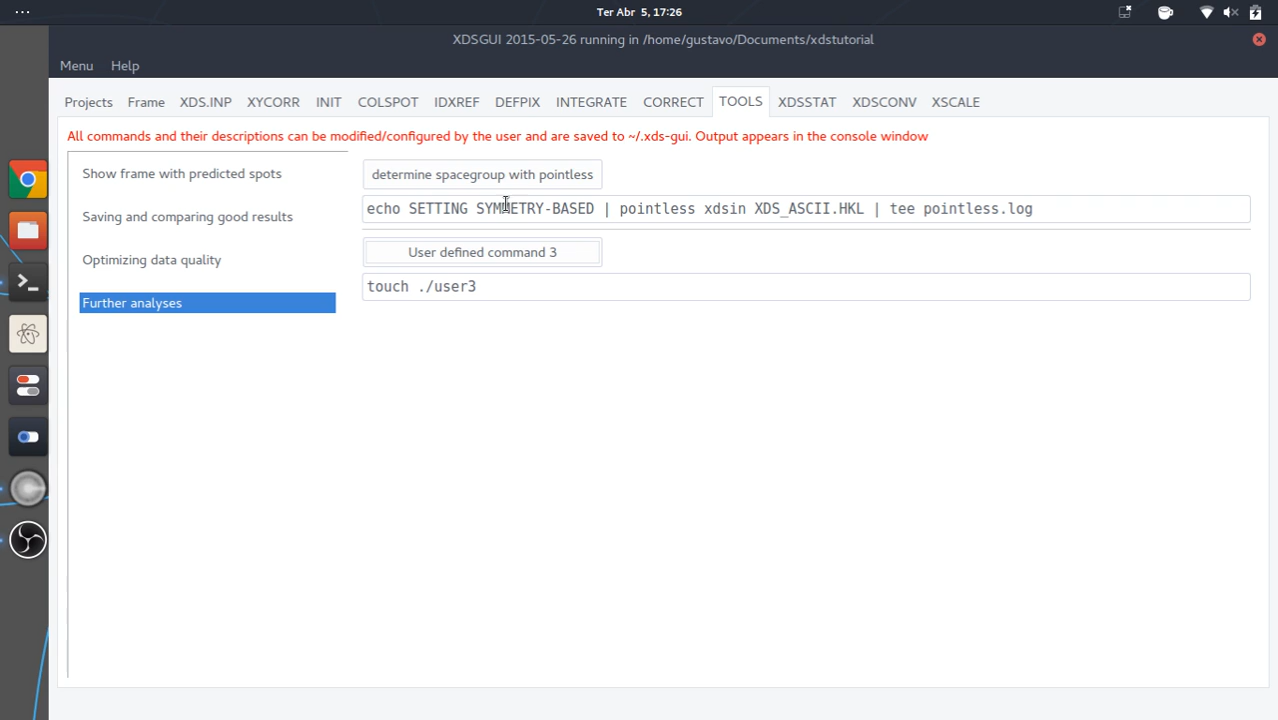 Ter Abr 5, 17:26
XDSGUI 2015-05-26 running in /home/gustavo/Documents/xdstutorial
Menu Help
Projects Frame XDS.INP XYCORR INIT COLSPOT IDXREF DEFPIX INTEGRATE CORRECT TOOLS XDSSTAT XDSCONV XSCALE
All commands and their descriptions can be modified/configured by the user and are saved to ~/.xds-gui. Output appears in the console window
Show frame with predicted spots
Saving and comparing good results
Optimizing data quality
Further analyses
determine spacegroup with pointless
echo SETTING SYMMETRY-BASED | pointless xdsin XDS_ASCII.HKL | tee pointless.log
User defined command 3
touch ./user3